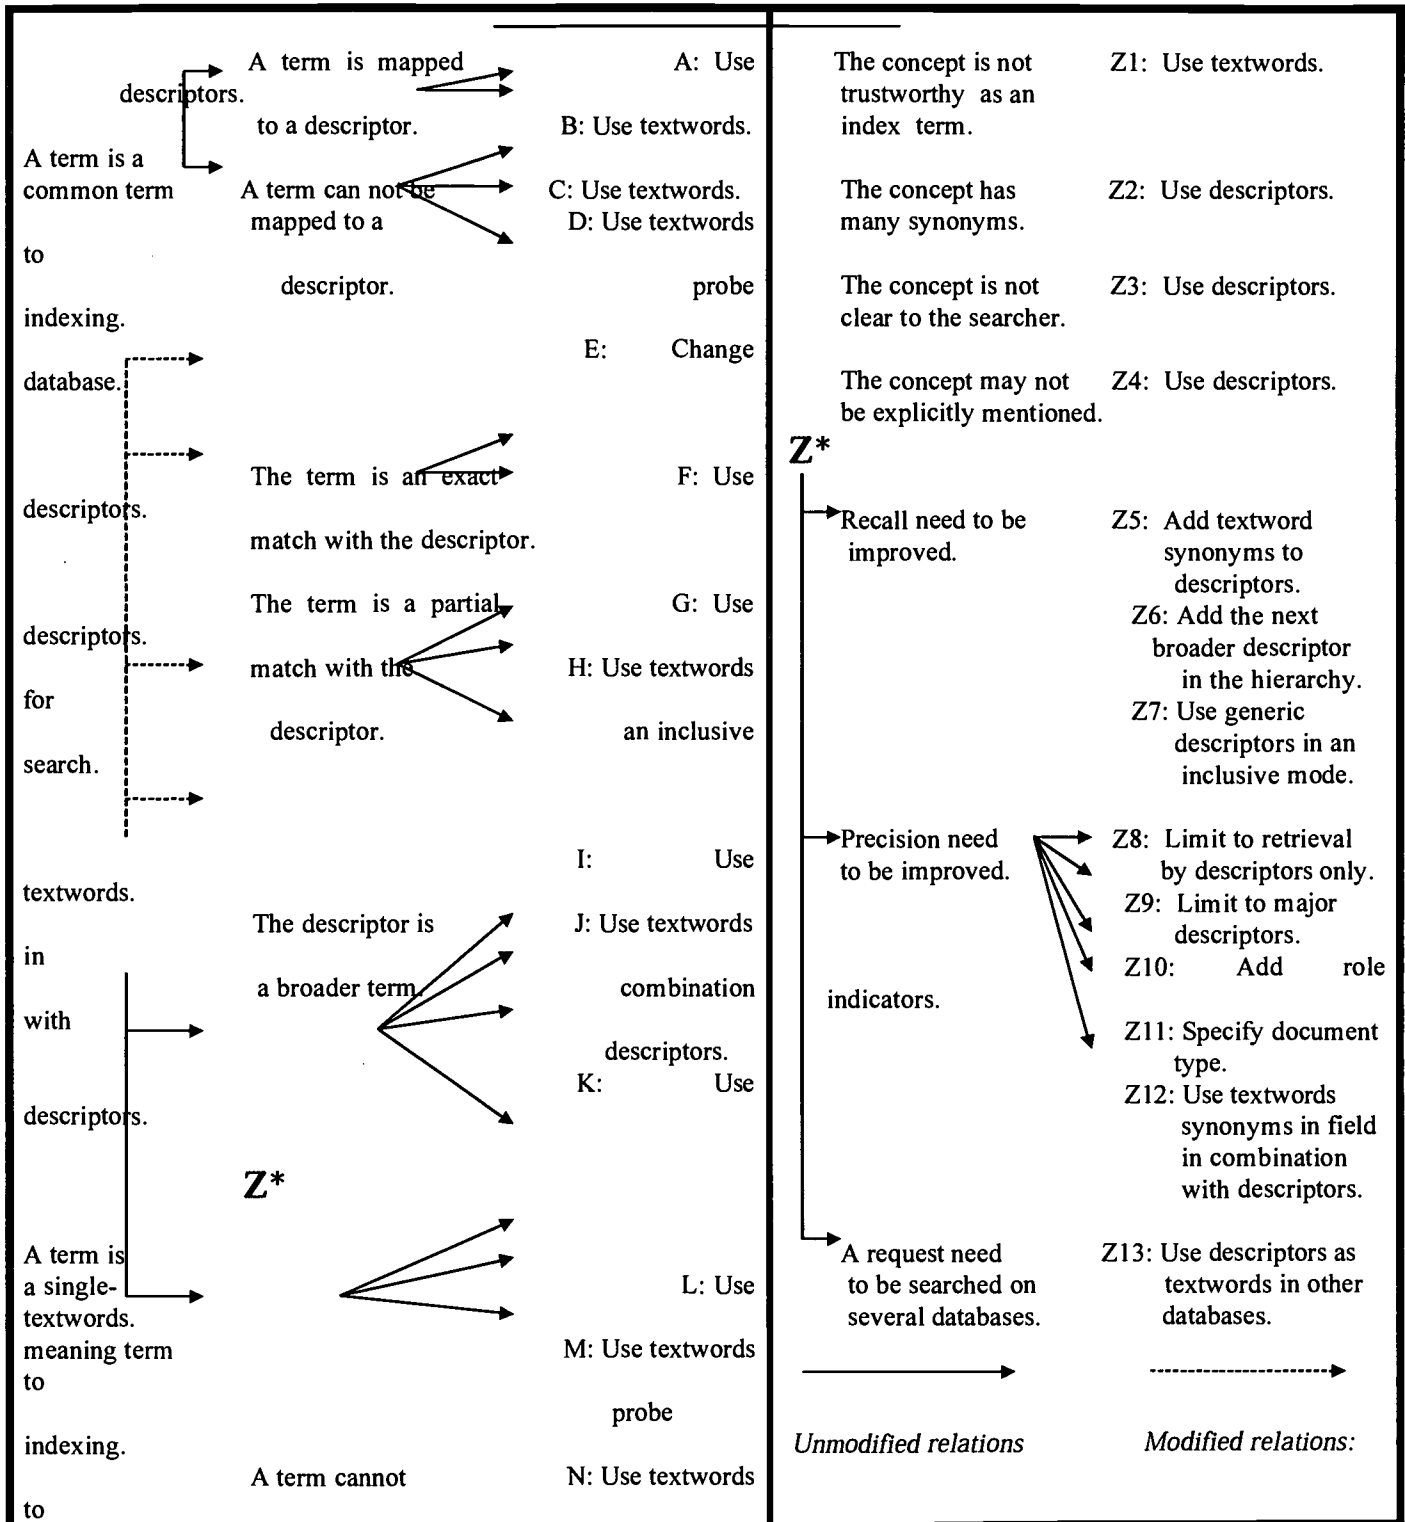 A term is mapped A: Use
descriptors.
to a descriptor. B: Use textwords.
A term is a
common term A term can not be C: Use textwords.
mapped to a D: Use textwords
to
descriptor. probe
indexing.
E: Change
database.
The term is an exact F: Use
descriptors.
match with the descriptor.
The term is a partial G: Use
descriptors.
match with the H: Use textwords
for
descriptor. an inclusive
search.
I: Use
textwords.
The descriptor is J: Use textwords
in
a broader term. combination
with
descriptors.
K: Use
descriptors.
Z*
A term is
a single- L: Use
textwords.
meaning term M: Use textwords
to
probe
indexing.
A term cannot N: Use textwords
to
The concept is not Z1: Use textwords.
trustworthy as an
index term.
The concept has Z2: Use descriptors.
many synonyms.
The concept is not Z3: Use descriptors.
clear to the searcher.
The concept may not Z4: Use descriptors.
be explicitly mentioned.
Z*
Recall need to be Z5: Add textword
improved. synonyms to
descriptors.
Z6: Add the next
broader descriptor
in the hierarchy.
Z7: Use generic
descriptors in an
inclusive mode.
Precision need Z8: Limit to retrieval
to be improved. by descriptors only.
Z9: Limit to major
descriptors.
Z10: Add role
indicators.
Z11: Specify document
type.
Z12: Use textwords
synonyms in field
in combination
with descriptors.
A request need Z13: Use descriptors as
to be searched on textwords in other
several databases. databases.
Unmodified relations Modified relations: